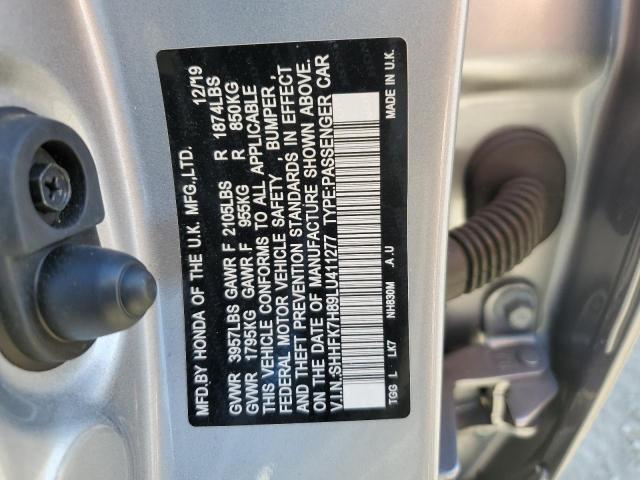 MFD.BY HONDA OF THE U.K. MFG.,LTD. 12/19
GVWR 3957LBS GAWR F 2105LBS R 1874LBS
GVWR 1795KG GAWR F 955KG R 850KG
THIS VEHICLE CONFORMS TO ALL APPLICABLE
FEDERAL MOTOR VEHICLE SAFETY , BUMPER ,
AND THEFT PREVENTION STANDARDS IN EFFECT
ON THE DATE OF MANUFACTURE SHOWN ABOVE.
V.I.N.:SHHFK7H89LU411277 TYPE:PASSENGER CAR
TGG L LK7 NH830M .A.U MADE IN U.K.